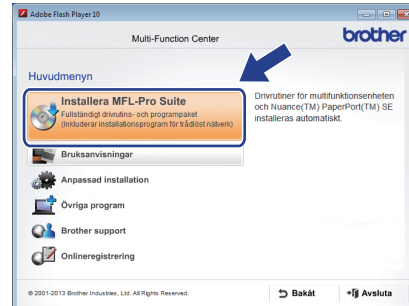 Adobe Flash Player 10
Multi-Function Center
brother
Huvudmenyn
Installera MFL-Pro Suite
Fullständigt drivrutins- och programpaket
(Inkluderar installationsprogram för trådlöst nätverk)
Drivrutiner för multifunktionsenheten
och Nuance(TM) PaperPort(TM) SE
installeras automatiskt.
Bruksanvisningar
Anpassad installation
Övriga program
Brother support
Onlineregistrering
© 2001-2013 Brother Industries, Ltd. All Rights Reserved.
Bakåt
Avsluta